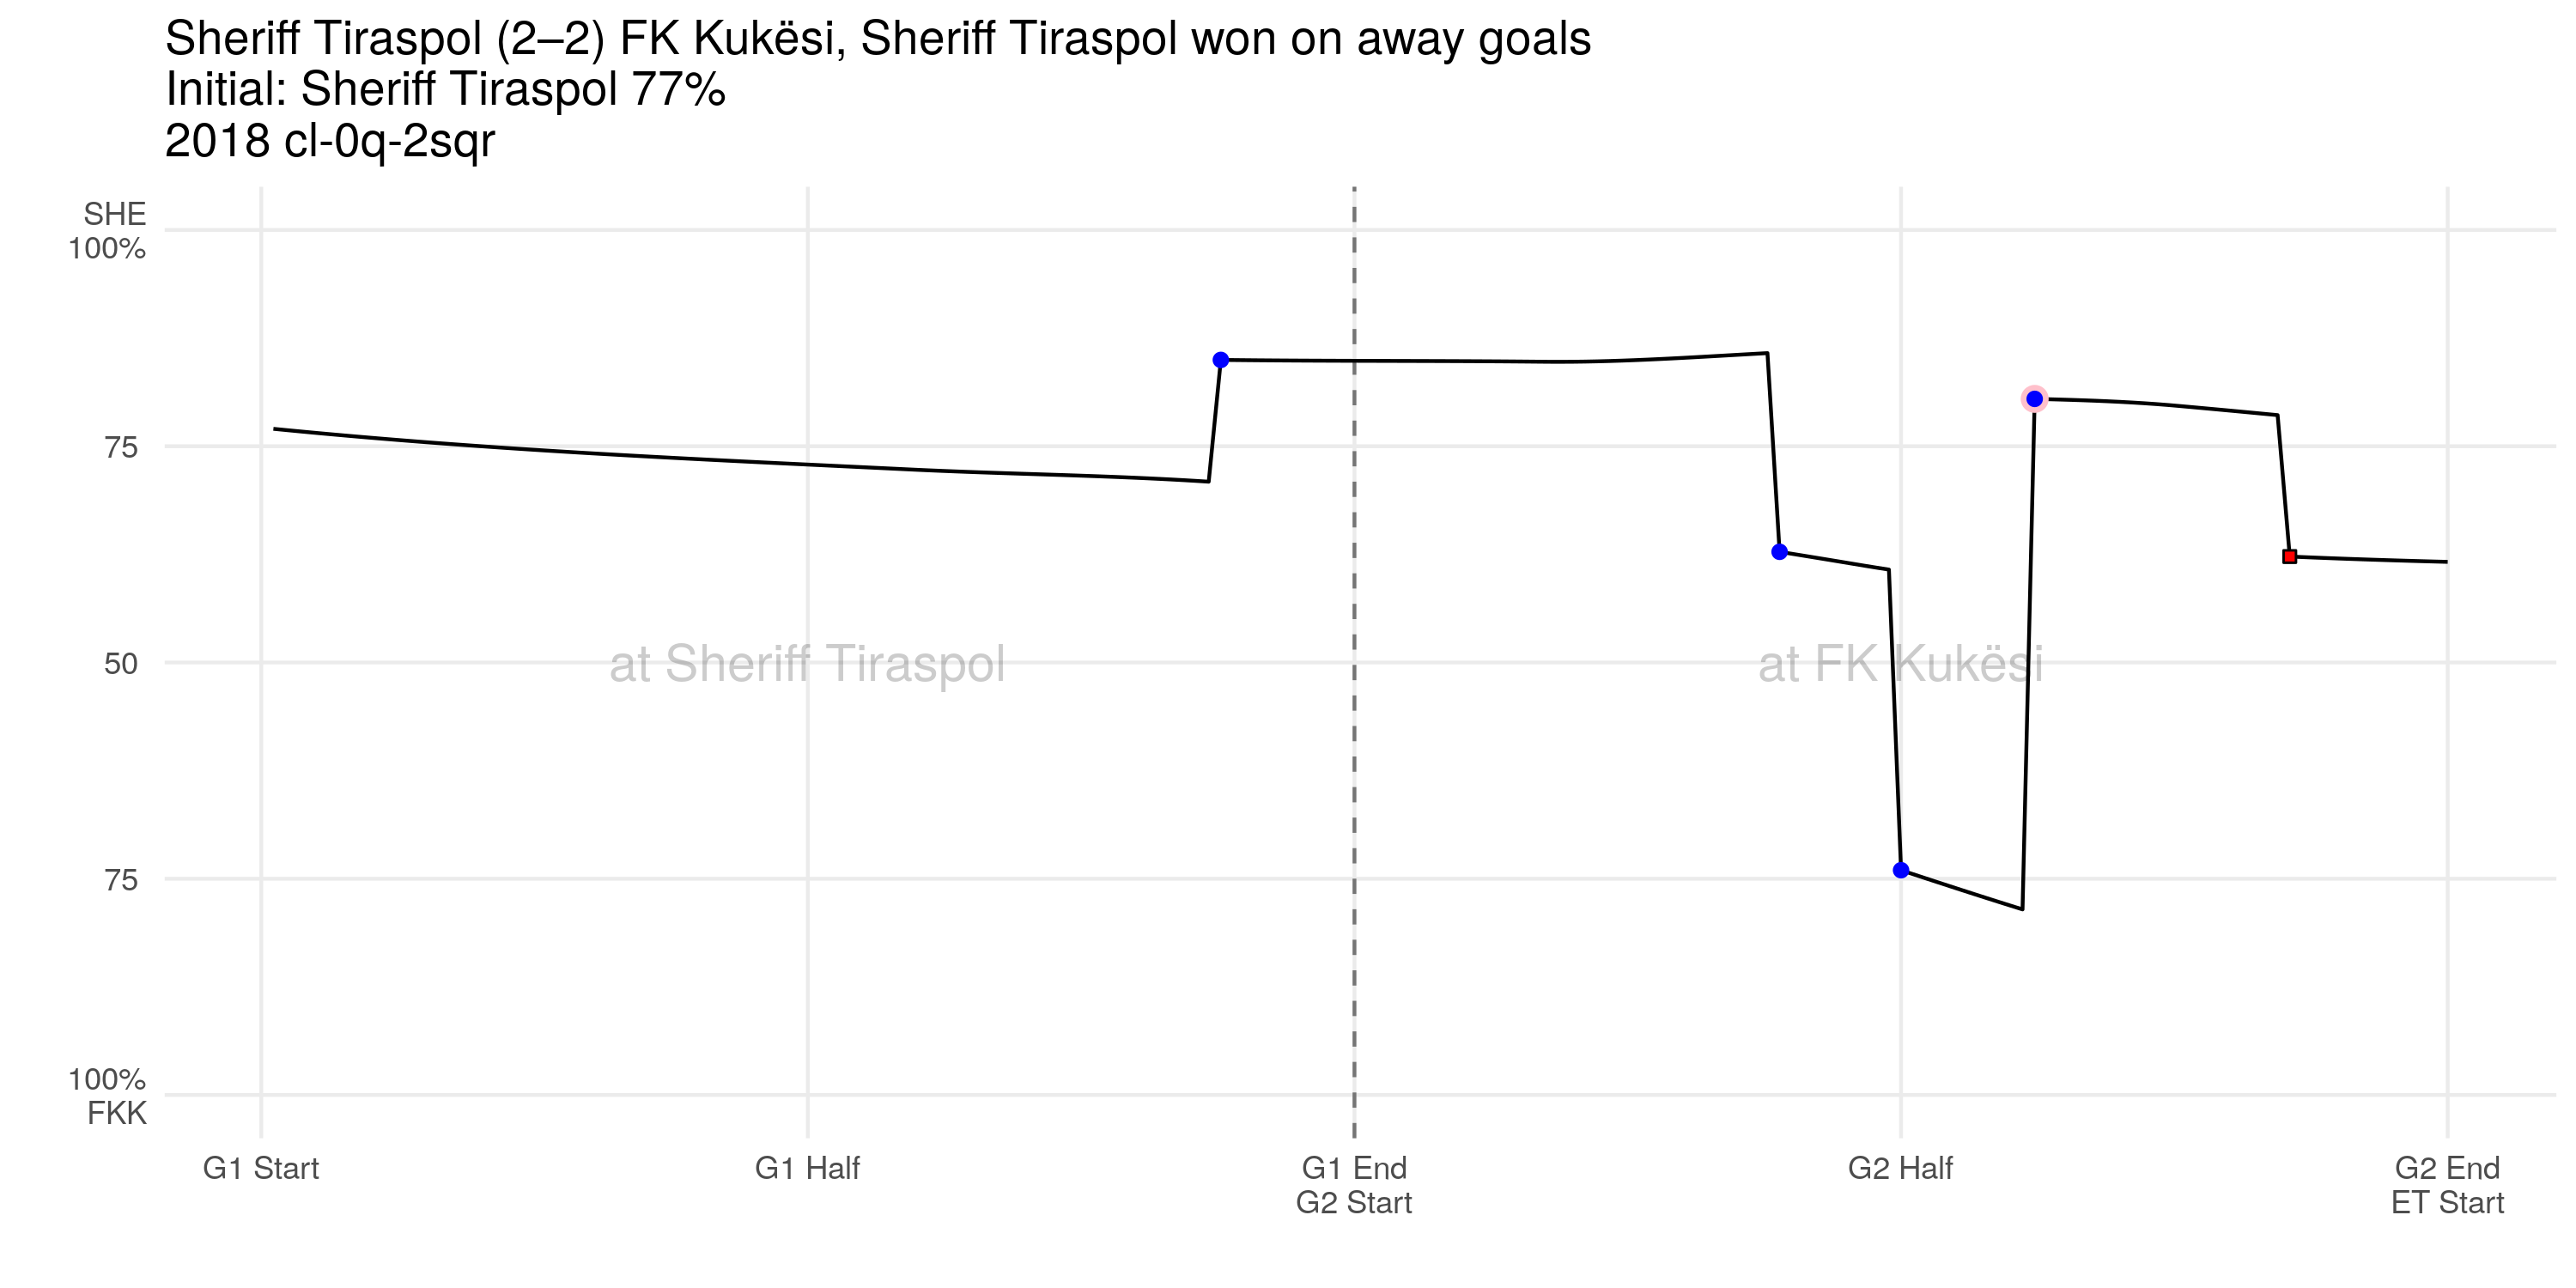 Sheriff Tiraspol (2–2) FK Kukësi, Sheriff Tiraspol won on away goals
Initial: Sheriff Tiraspol 77%
2018 cl-0q-2sqr
SHE
100%
75
50
75
100%
FKK
at Sheriff Tiraspol
at FK Kukësi
G1 Start
G1 Half
G1 End
G2 Start
G2 Half
G2 End
ET Start